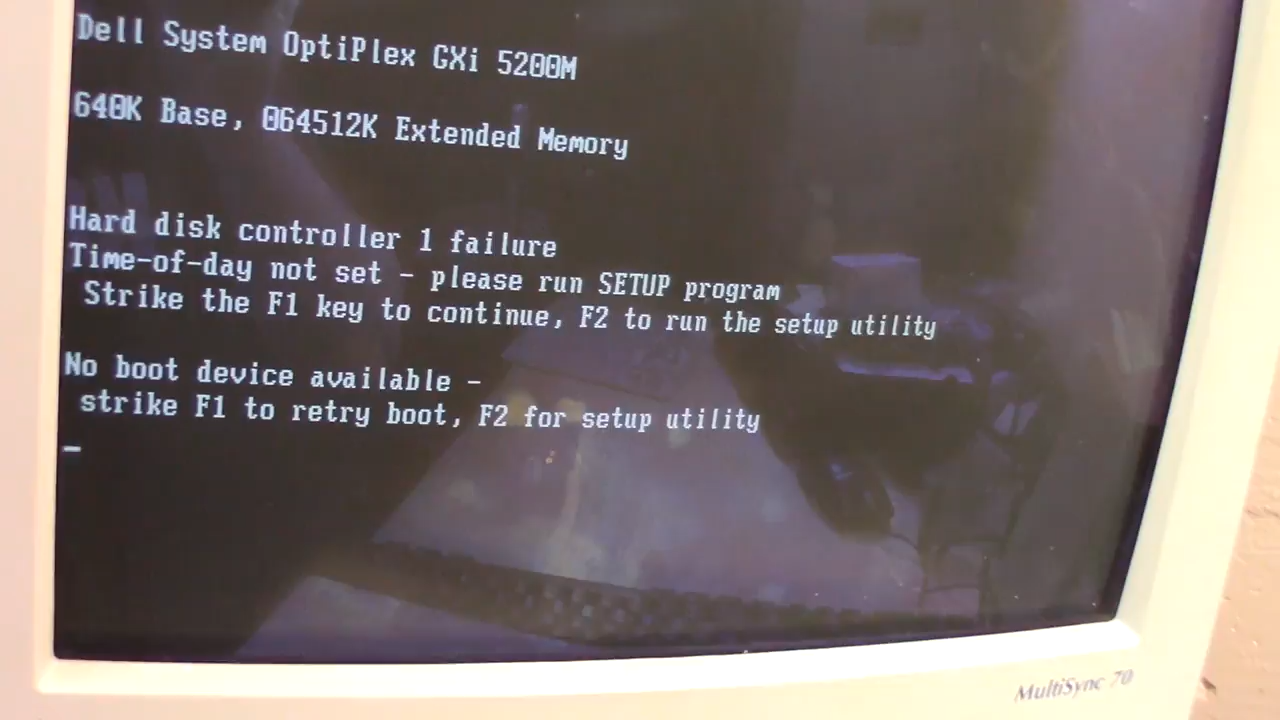 Dell System OptiPlex GXi 5200M
640K Base, 064512K Extended Memory
Hard disk controller 1 failure
Time-of-day not set - please run SETUP program
Strike the F1 key to continue, F2 to run the setup utility
No boot device available -
strike F1 to retry boot, F2 for setup utility
MultiSync 70